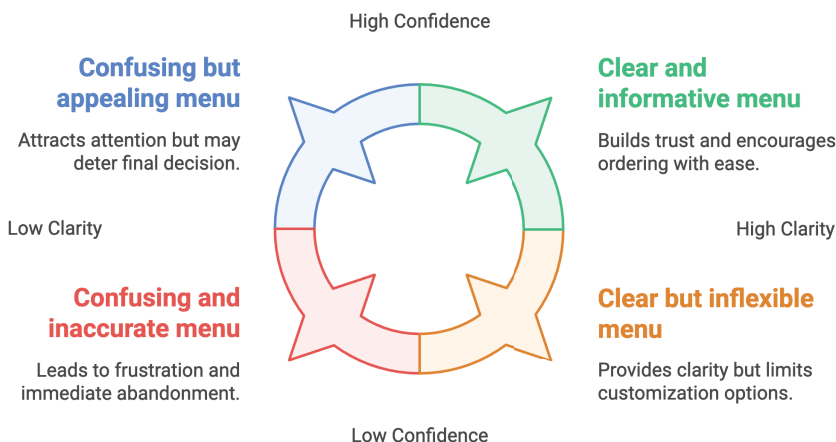 High Confidence
Confusing but
appealing menu
Attracts attention but may
deter final decision.
Clear and
informative menu
Builds trust and encourages
ordering with ease.
Low Clarity
High Clarity
Confusing and
inaccurate menu
Leads to frustration and
immediate abandonment.
Clear but inflexible
menu
Provides clarity but limits
customization options.
Low Confidence